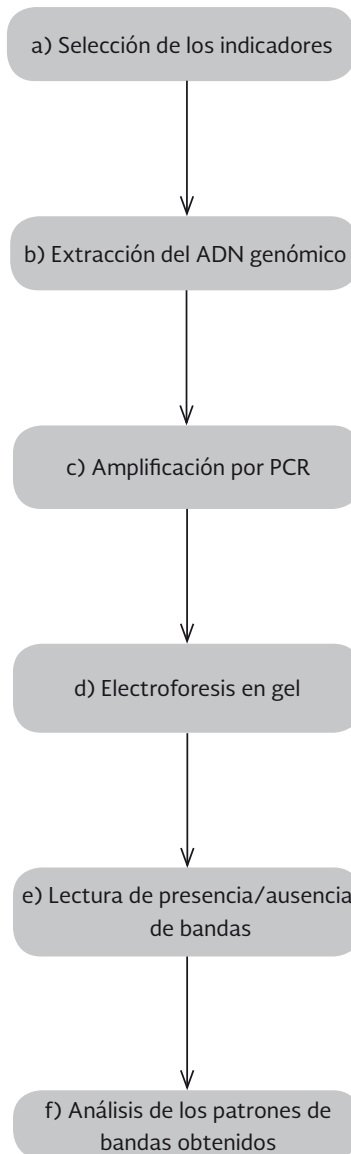 a) Selección de los indicadores
b) Extracción del ADN genómico
c) Amplificación por PCR
d) Electroforesis en gel
e) Lectura de presencia/ausencia
de bandas
f) Análisis de los patrones de
bandas obtenidos